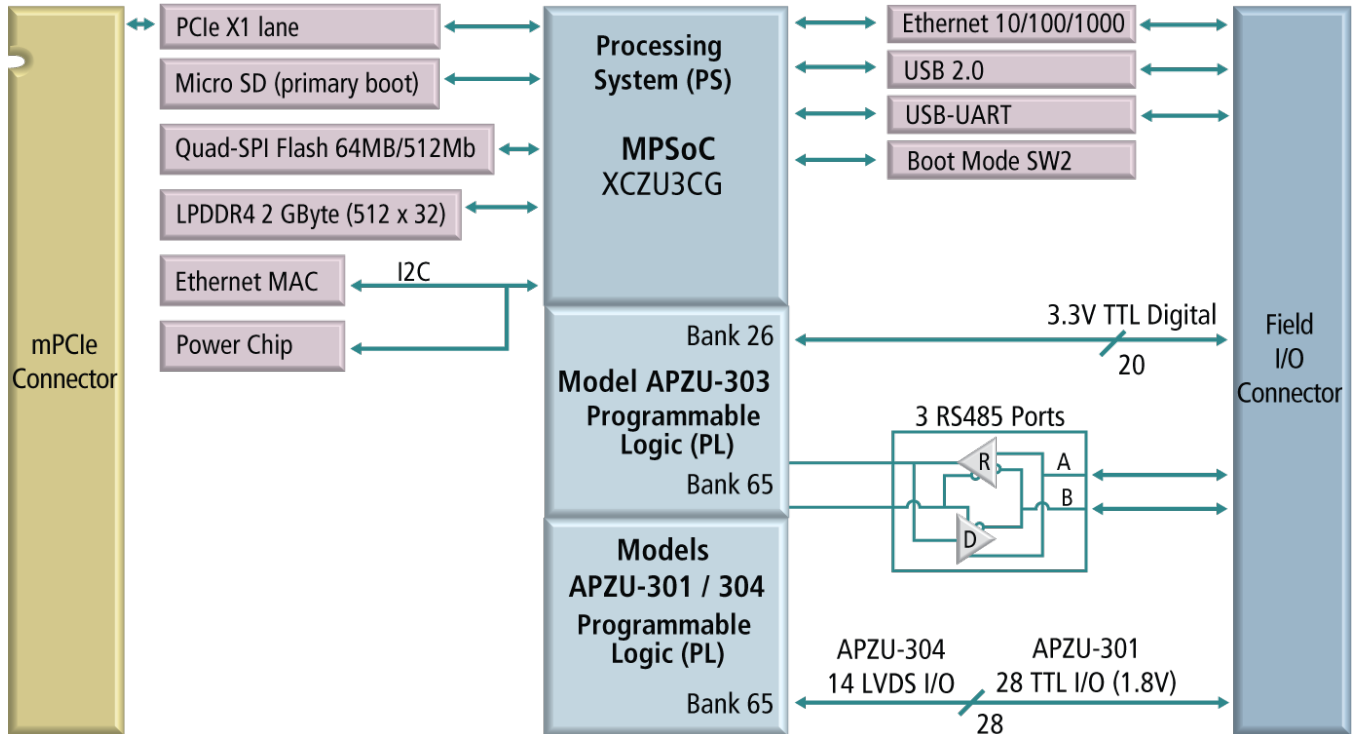 mPCIe
Connector
PCIe X1 lane
Micro SD (primary boot)
Quad-SPI Flash 64MB/512Mb
LPDDR4 2 GByte (512 x 32)
Ethernet MAC
I2C
Power Chip
Processing
System (PS)
MPSoC
XCZU3CG
Bank 26
Model APZU-303
Programmable
Logic (PL)
Bank 65
Models
APZU-301 / 304
Programmable
Logic (PL)
Bank 65
Ethernet 10/100/1000
USB 2.0
USB-UART
Boot Mode SW2
3.3V TTL Digital
20
3 RS485 Ports
R
A
B
D
APZU-304
14 LVDS I/O
APZU-301
28 TTL I/O (1.8V)
28
Field
I/O
Connector